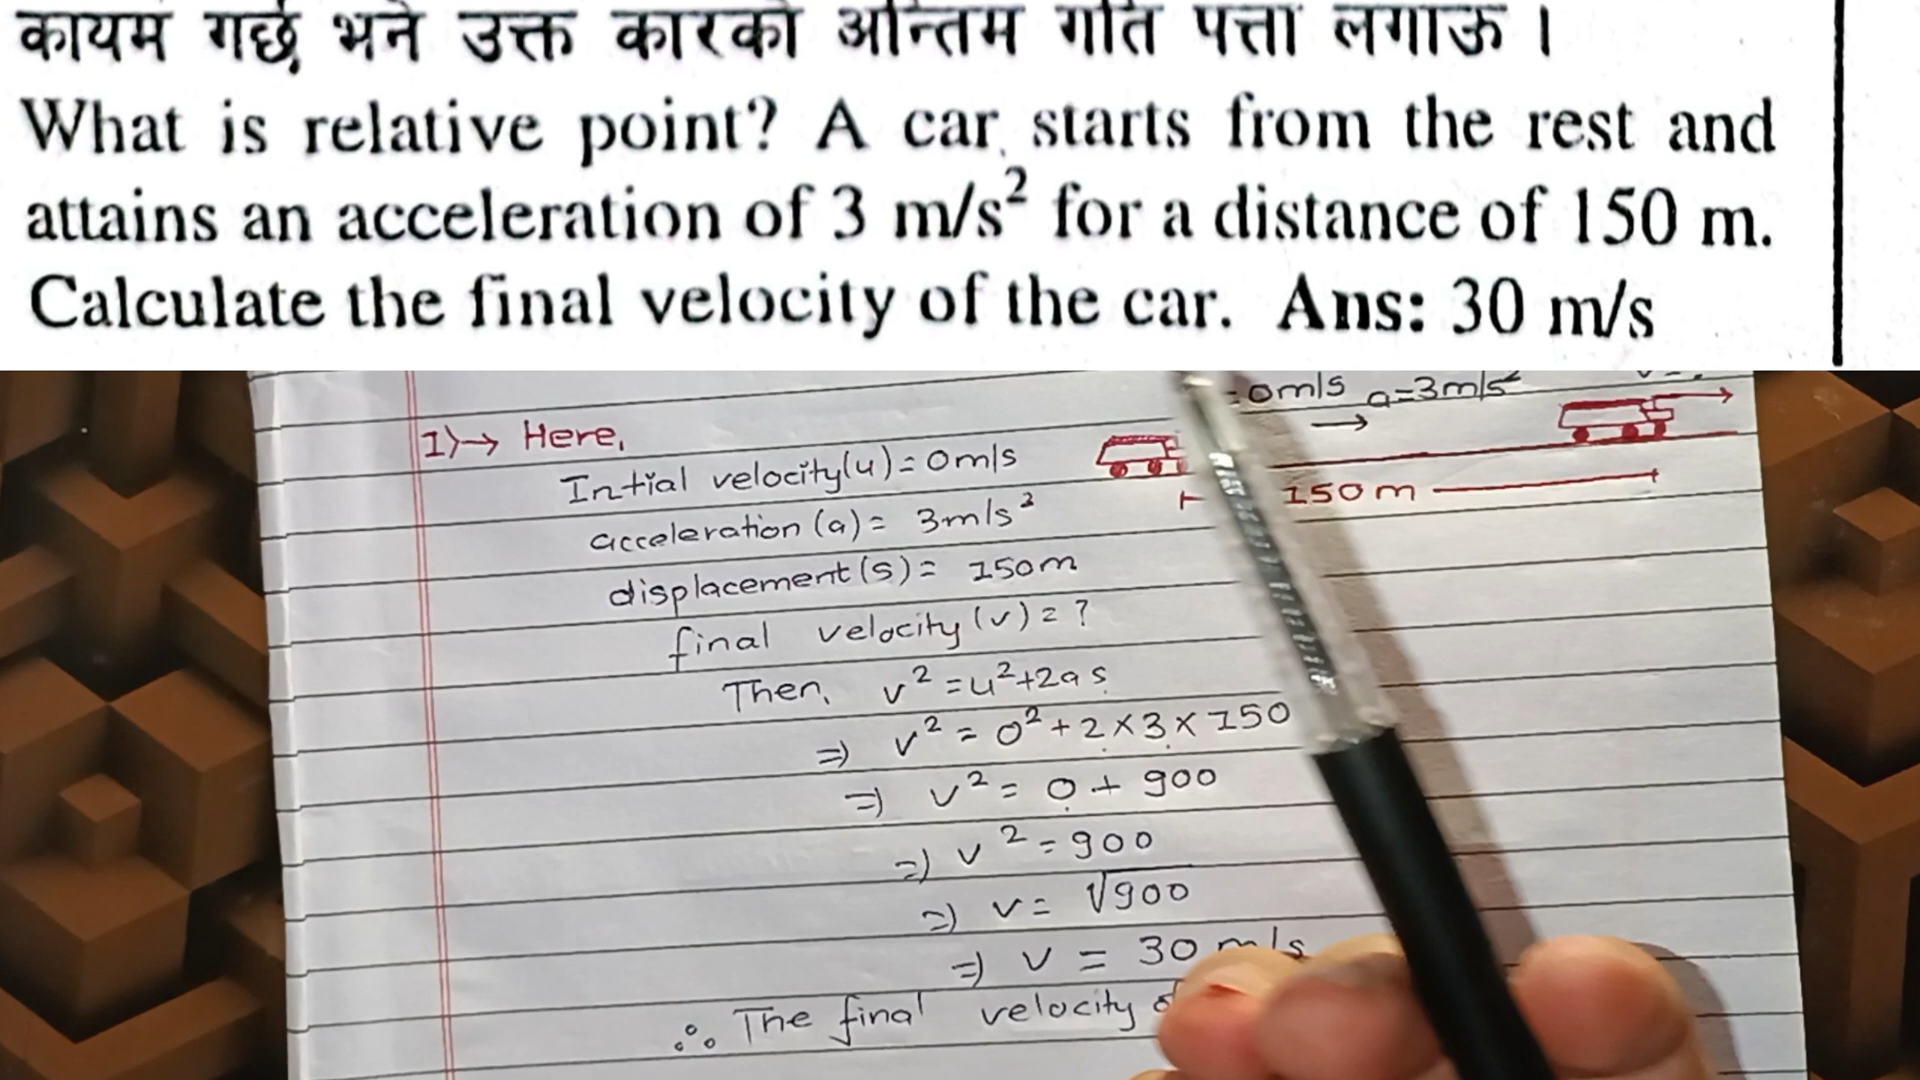 कायम गर्छ भने उक्त कारको अन्तिम गति पत्ता लगाऊ ।
What is relative point? A car starts from the rest and
attains an acceleration of 3 m/s² for a distance of 150 m.
Calculate the final velocity of the car. Ans: 30 m/s
=0m/s a=3m/s²
1)→ Here,
Intial velocity(u)=0m/s
150m
acceleration (a)= 3m/s²
displacement(s)= 150m
final velocity(v)=?
Then, v²=u²+2as
=) v²=0²+2×3×150
=) v²= 0+ 900
=) v²=900
=) v= √900
=) v = 30 m/s
∴ The final velocity